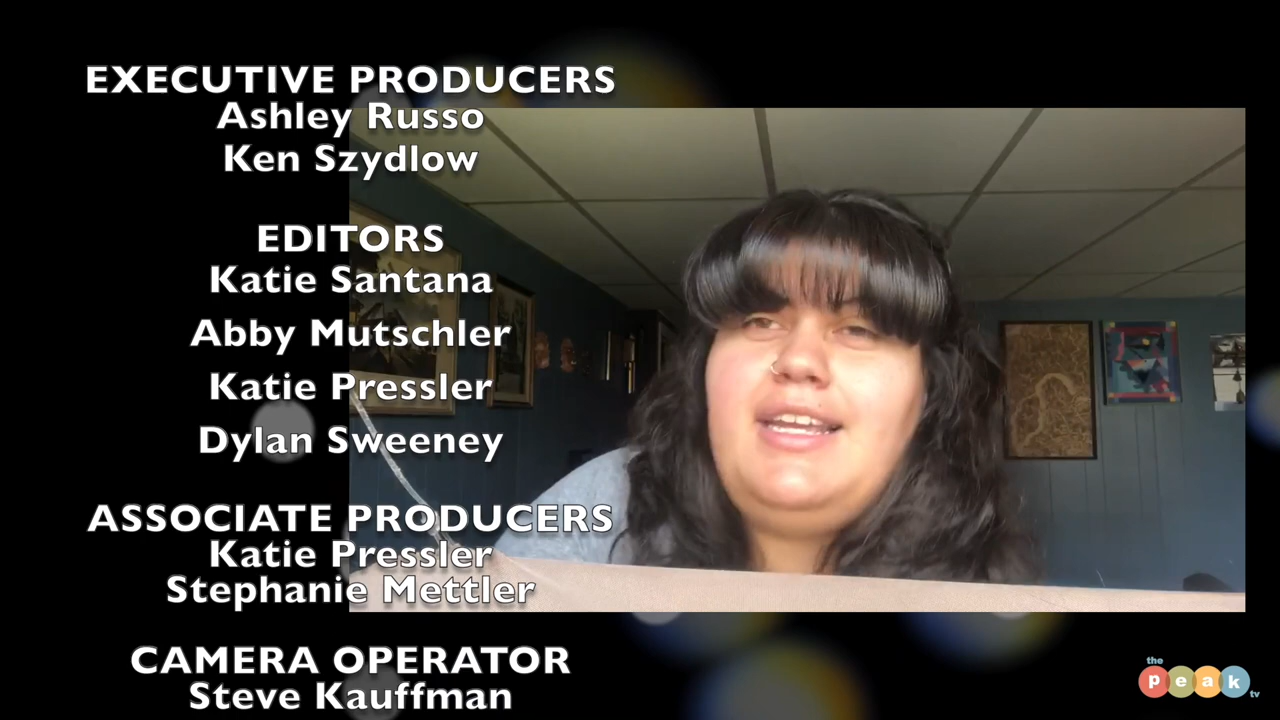 EXECUTIVE PRODUCERS
Ashley Russo
Ken Szydlow
EDITORS
Katie Santana
Abby Mutschler
Katie Pressler
Dylan Sweeney
ASSOCIATE PRODUCERS
Katie Pressler
Stephanie Mettler
CAMERA OPERATOR
Steve Kauffman
the
peak
tv